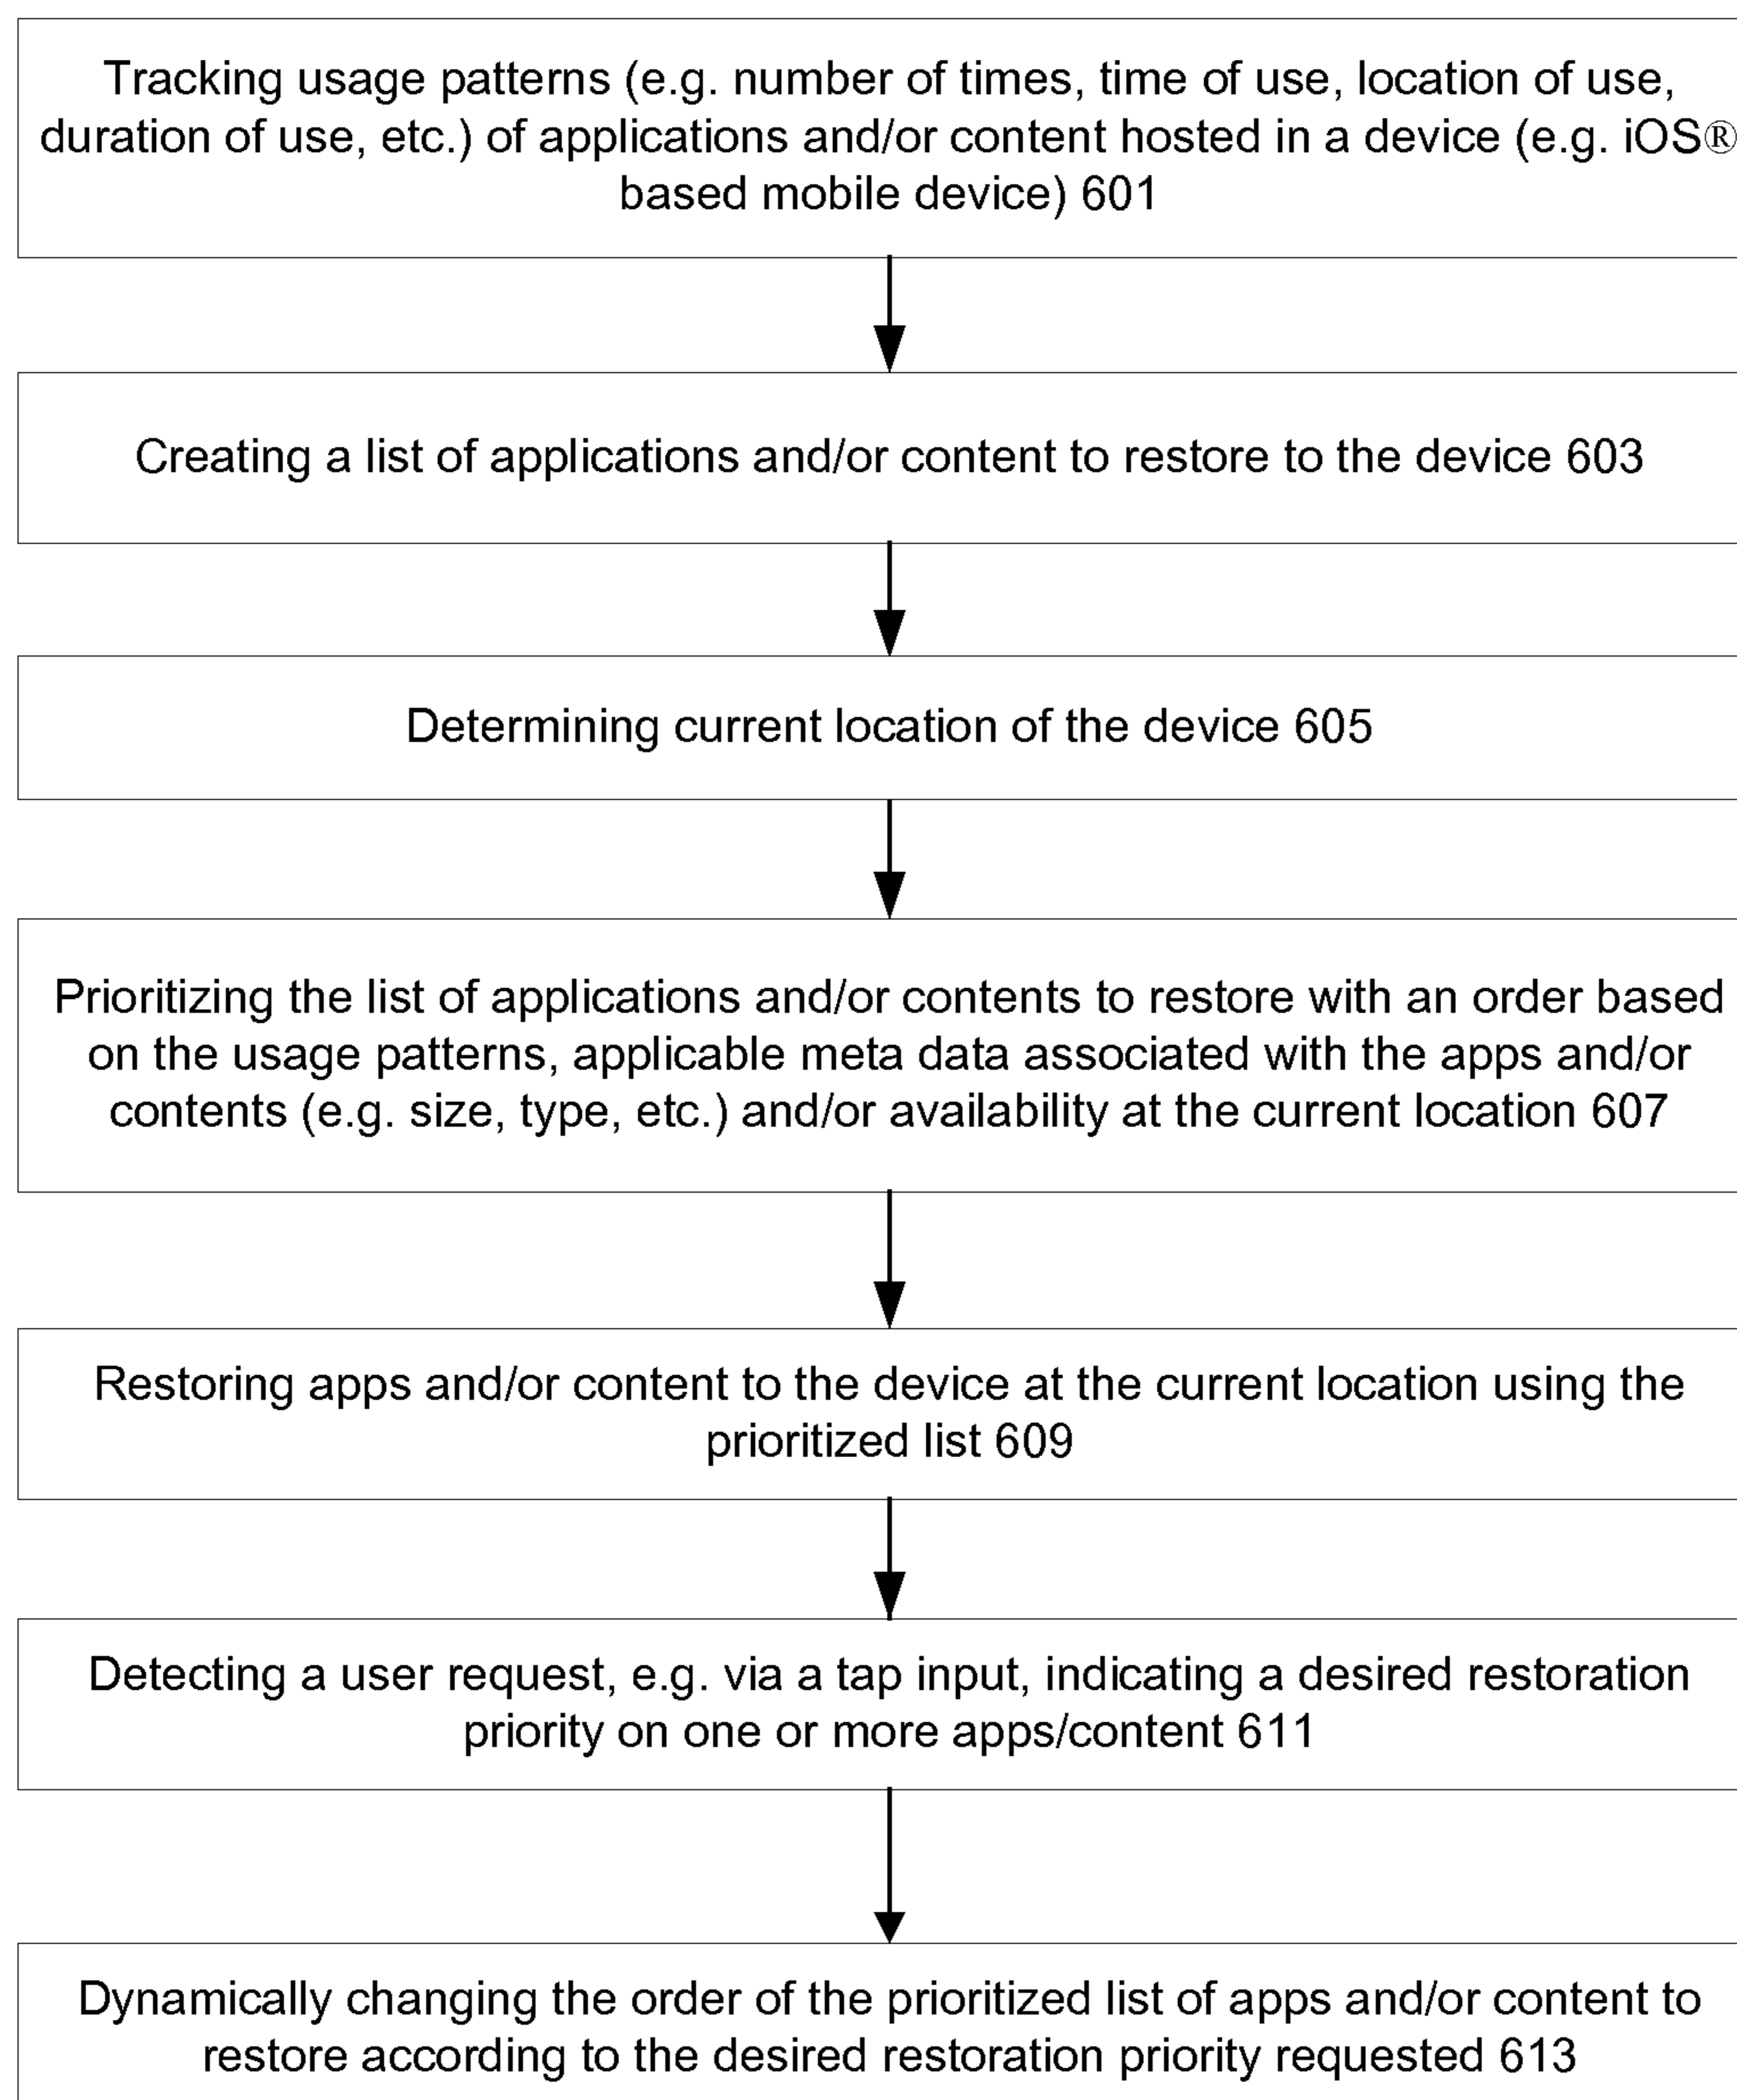 Tracking usage patterns (e.g. number of times, time of use, location of use,
duration of use, etc.) of applications and/or content hosted in a device (e.g. iOS®
based mobile device) 601
Creating a list of applications and/or content to restore to the device 603
Determining current location of the device 605
Prioritizing the list of applications and/or contents to restore with an order based
on the usage patterns, applicable meta data associated with the apps and/or
contents (e.g. size, type, etc.) and/or availability at the current location 607
Restoring apps and/or content to the device at the current location using the
prioritized list 609
Detecting a user request, e.g. via a tap input, indicating a desired restoration
priority on one or more apps/content 611
Dynamically changing the order of the prioritized list of apps and/or content to
restore according to the desired restoration priority requested 613